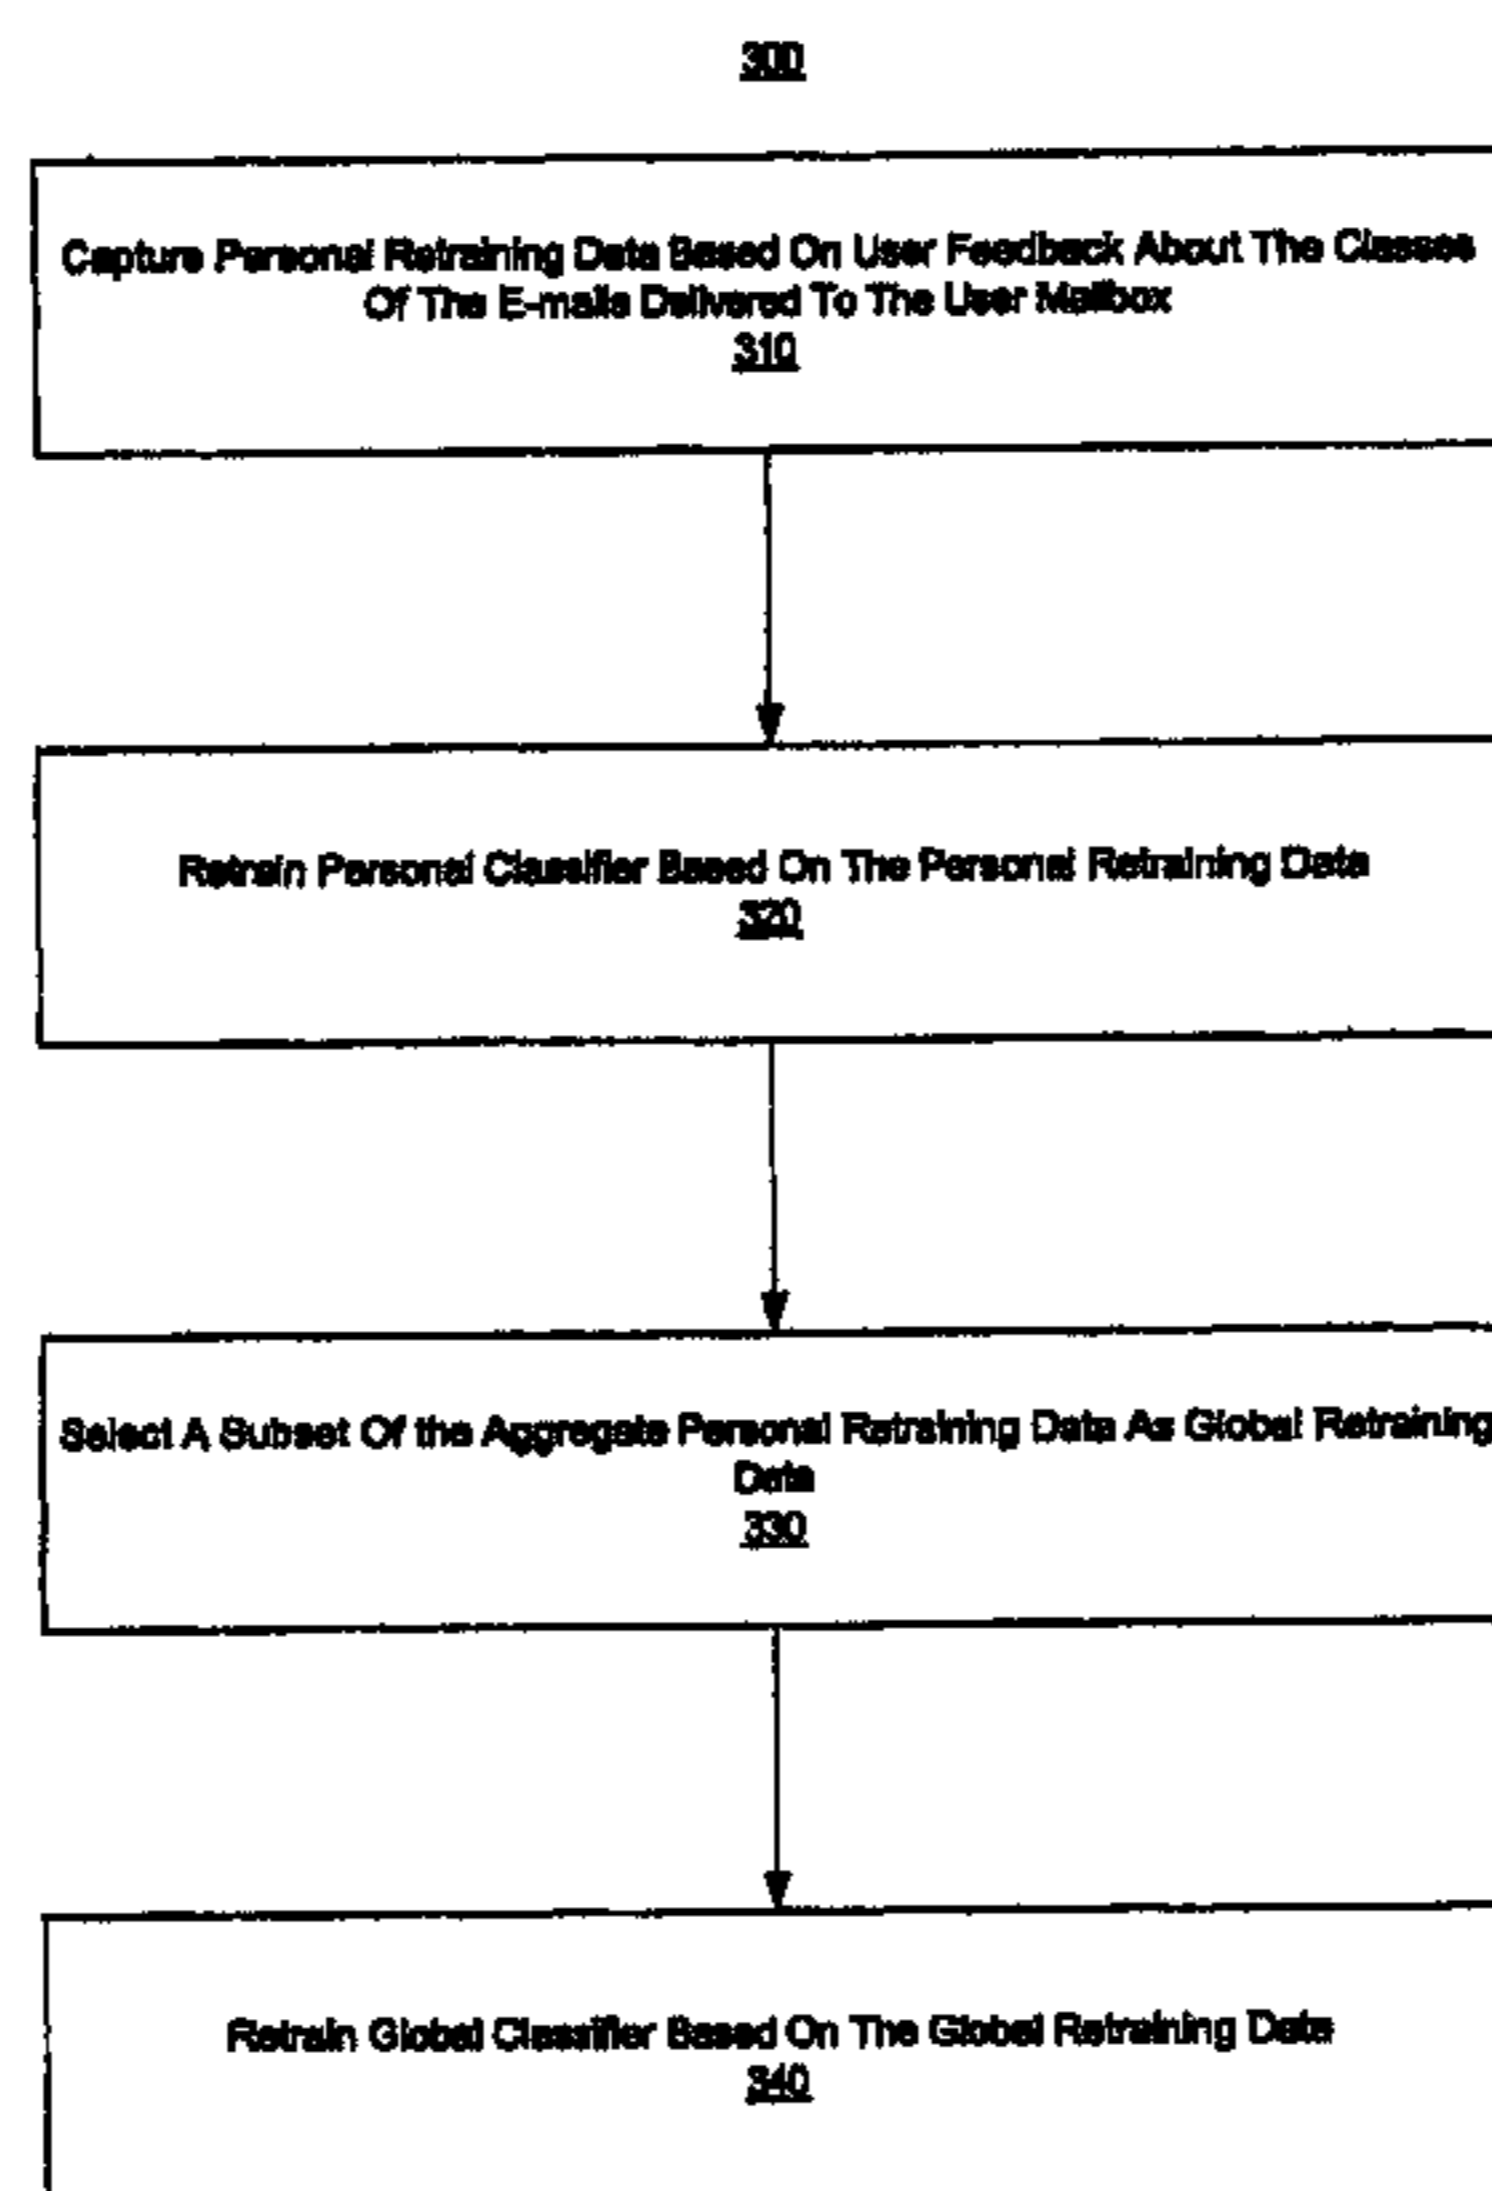 300
Capture Personal Retraining Data Based On User Feedback About The Classes
Of The E-mails Delivered To The User Mailbox
310
Retrain Personal Classifier Based On The Personal Retraining Data
320
Select A Subset Of the Aggregate Personal Retraining Data As Global Retraining
Data
330
Retrain Global Classifier Based On The Global Retraining Data
340